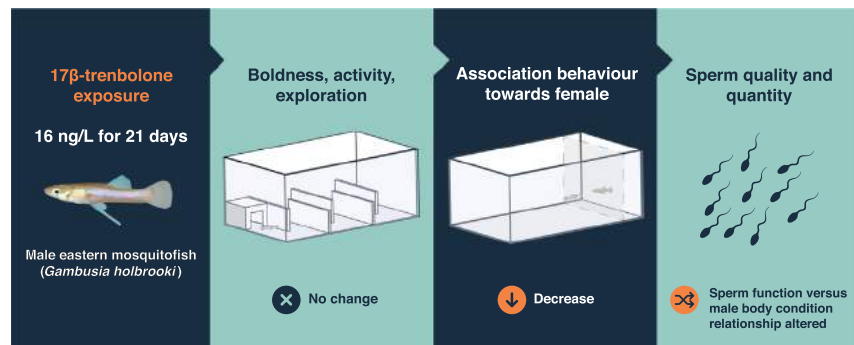 17β-trenbolone
exposure
16 ng/L for 21 days
Male eastern mosquitofish
(Gambusia holbrooki)
Boldness, activity,
exploration
No change
Association behaviour
towards female
Decrease
Sperm quality and
quantity
Sperm function versus
male body condition
relationship altered